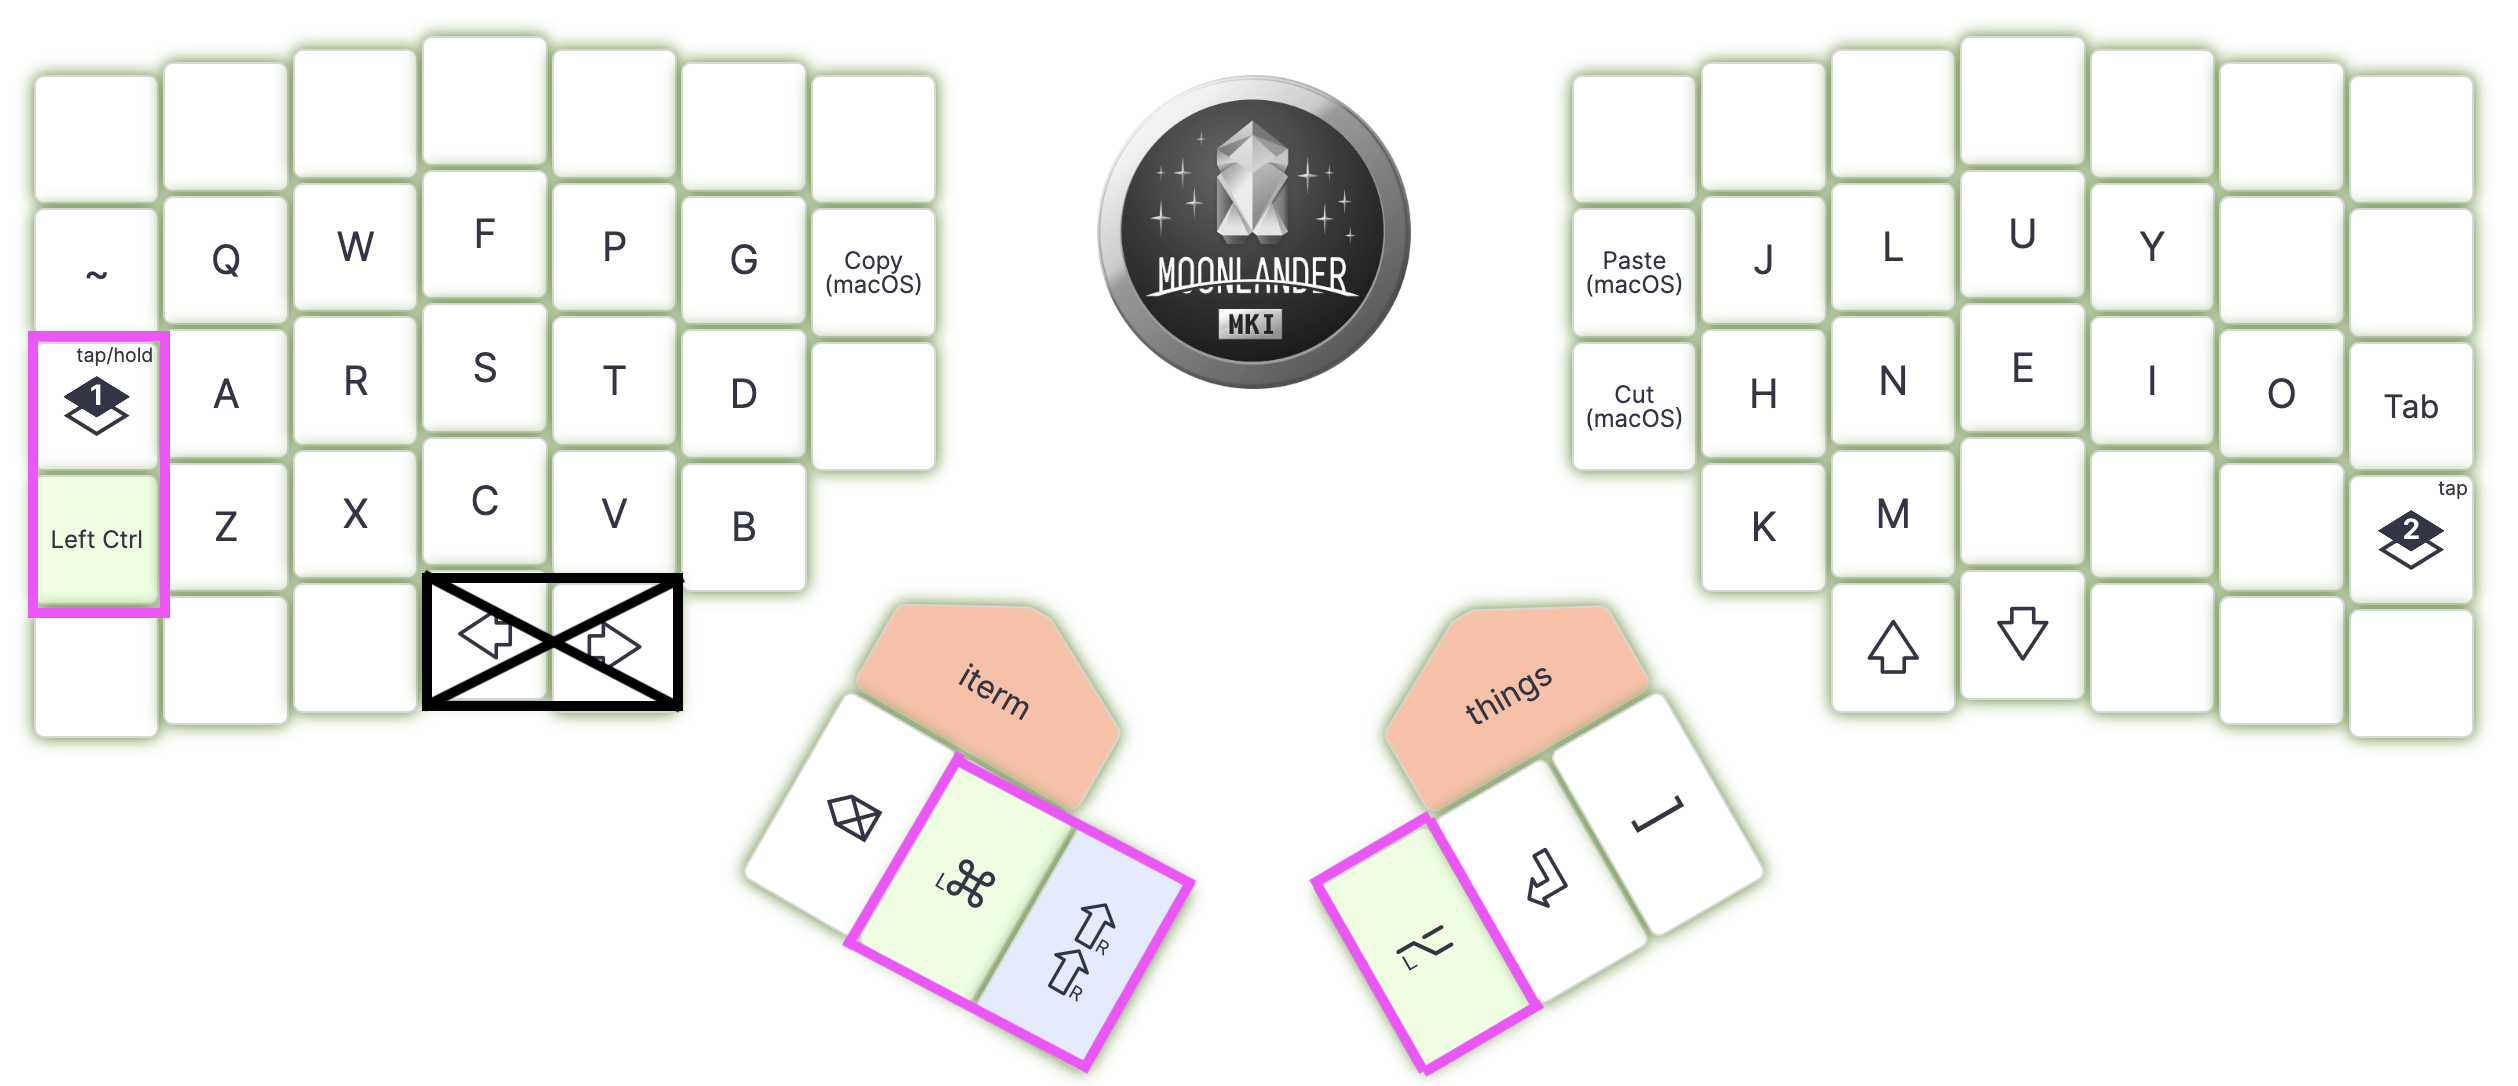 ~
Q
W
F
P
G
Copy
(macOS)
MOONLANDER
MKI
Paste
(macOS)
J
L
U
Y
tap/hold
1
A
R
S
T
D
Cut
(macOS)
H
N
E
I
O
Tab
Left Ctrl
Z
X
C
V
B
K
M
tap
2
iterm
things
L
R
R
L